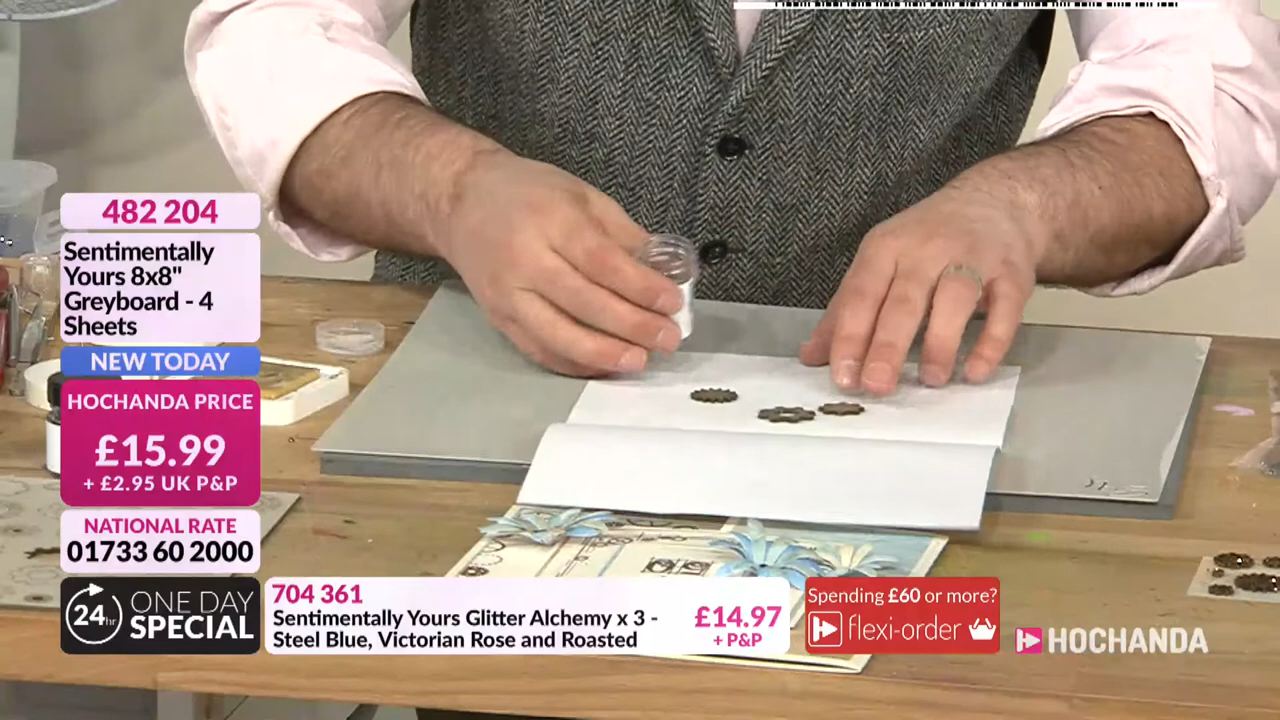 482 204
Sentimentally
Yours 8x8"
Greyboard - 4
Sheets
NEW TODAY
HOCHANDA PRICE
£15.99
+ £2.95 UK P&P
NATIONAL RATE
01733 60 2000
24hr
ONE DAY
SPECIAL
704 361
Sentimentally Yours Glitter Alchemy x 3 -
Steel Blue, Victorian Rose and Roasted
£14.97
+ P&P
Spending £60 or more?
flexi-order
HOCHANDA